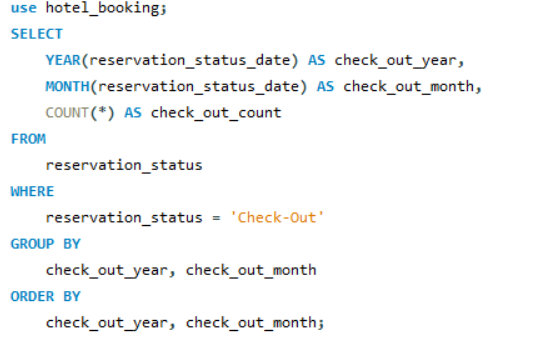 use hotel_booking;
SELECT
YEAR(reservation_status_date) AS check_out_year,
MONTH(reservation_status_date) AS check_out_month,
COUNT(*) AS check_out_count
FROM
reservation_status
WHERE
reservation_status = 'Check-Out'
GROUP BY
check_out_year, check_out_month
ORDER BY
check_out_year, check_out_month;